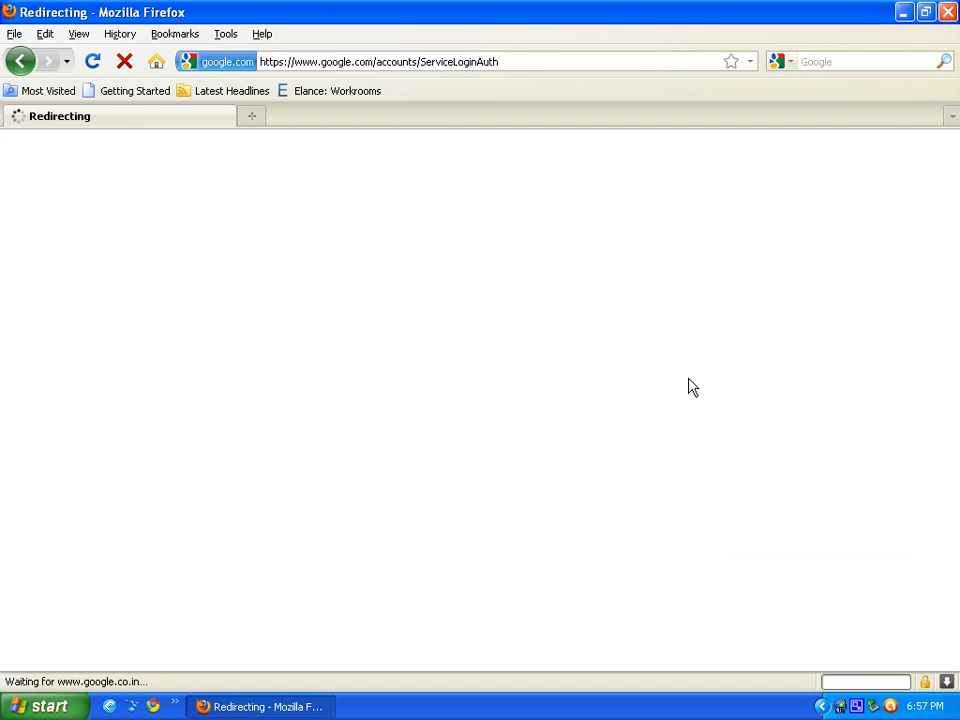 Redirecting - Mozilla Firefox
File Edit View History Bookmarks Tools Help
google.com https://www.google.com/accounts/ServiceLoginAuth Google
Most Visited Getting Started Latest Headlines Elance: Workrooms
Redirecting
Waiting for www.google.co.in...
start Redirecting - Mozilla F... 6:57 PM